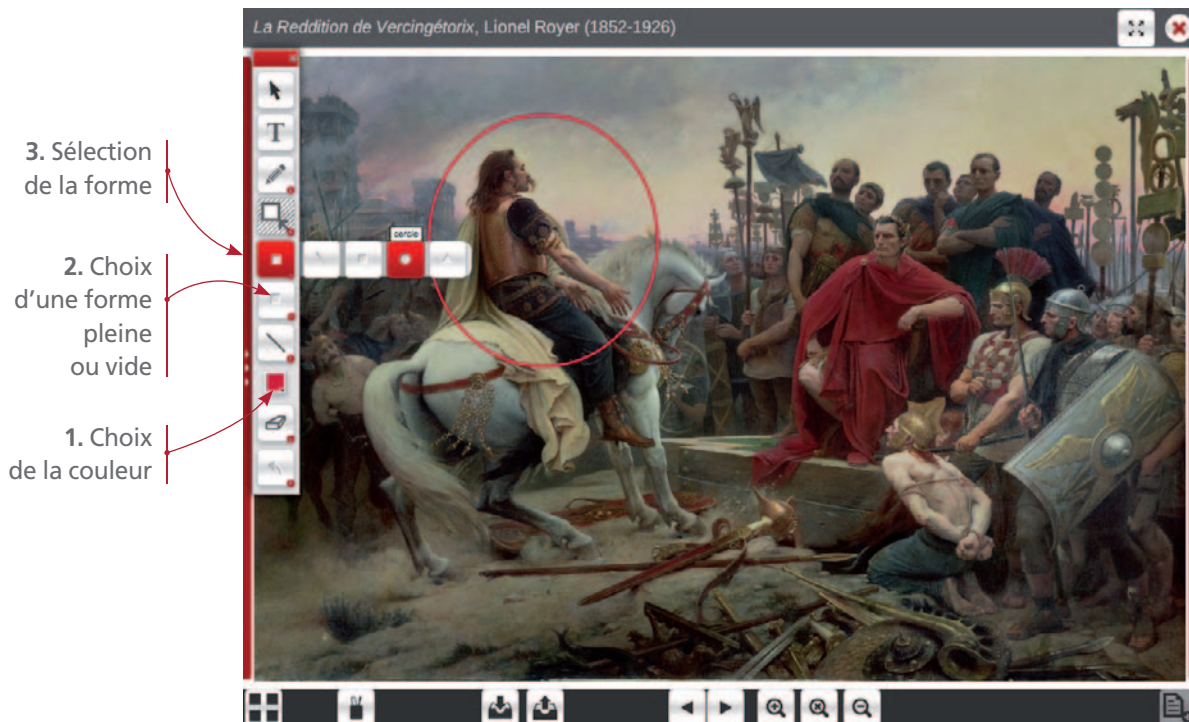 La Reddition de Vercingétorix, Lionel Royer (1852-1926)
T
3. Sélection
de la forme
cercle
2. Choix
d'une forme
pleine
ou vide
1. Choix
de la couleur